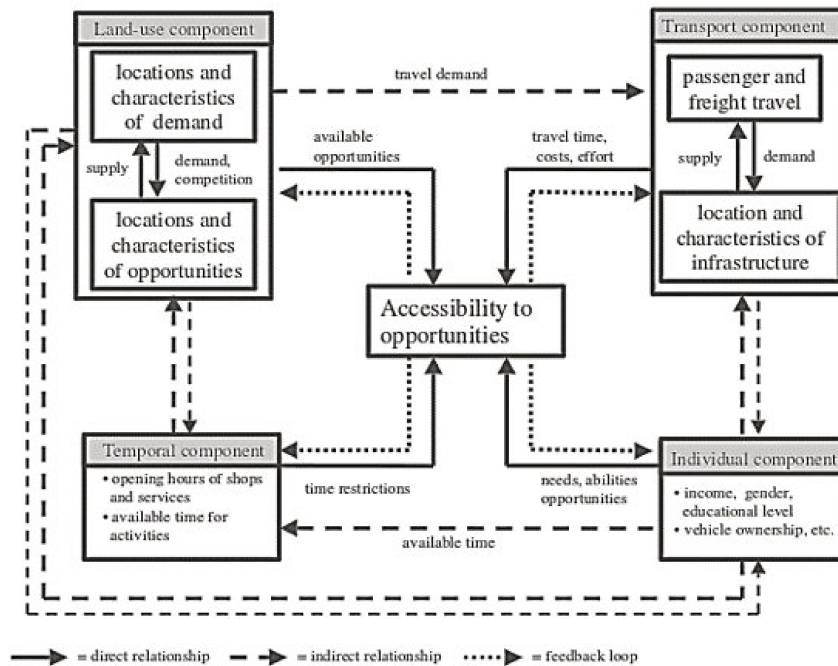 Land-use component
locations and
characteristics
of demand
supply
demand,
competition
locations and
characteristics
of opportunities
travel demand
available
opportunities
travel time,
costs, effort
Transport component
passenger and
freight travel
supply
demand
location and
characteristics of
infrastructure
Accessibility to
opportunities
Temporal component
• opening hours of shops
and services
• available time for
activities
time restrictions
needs, abilities
opportunities
available time
Individual component
• income, gender,
educational level
• vehicle ownership, etc.
= direct relationship
= indirect relationship
= feedback loop